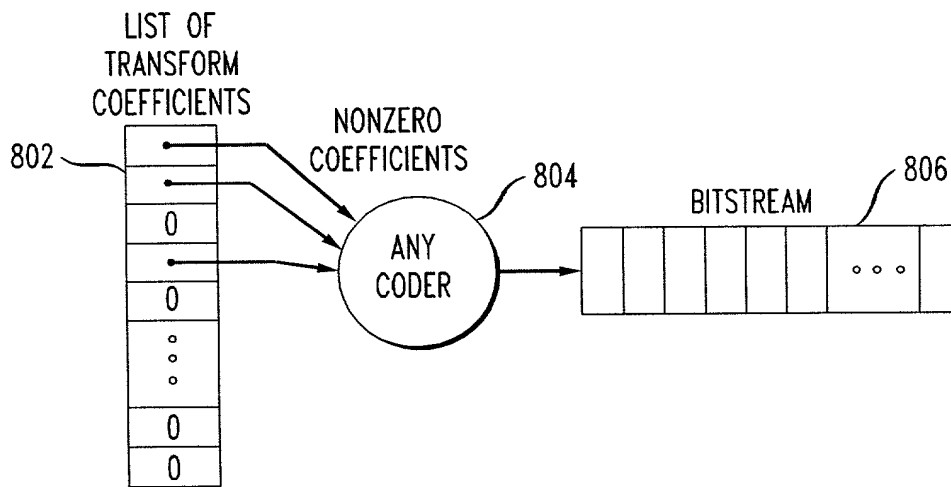 LIST OF
TRANSFORM
COEFFICIENTS
802
0
0
0
0
NONZERO
COEFFICIENTS
804
ANY
CODER
BITSTREAM
806